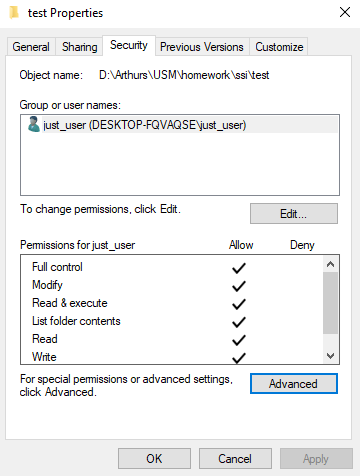 test Properties
General
Sharing
Security
Previous Versions
Customize
Object name: D:\Arthurs\USM\homework\ssi\test
Group or user names:
just_user (DESKTOP-FQVAQSE\just_user)
To change permissions, click Edit.
Edit...
Permissions for just_user Allow Deny
Full control
Modify
Read & execute
List folder contents
Read
Write
For special permissions or advanced settings,
click Advanced.
Advanced
OK
Cancel
Apply